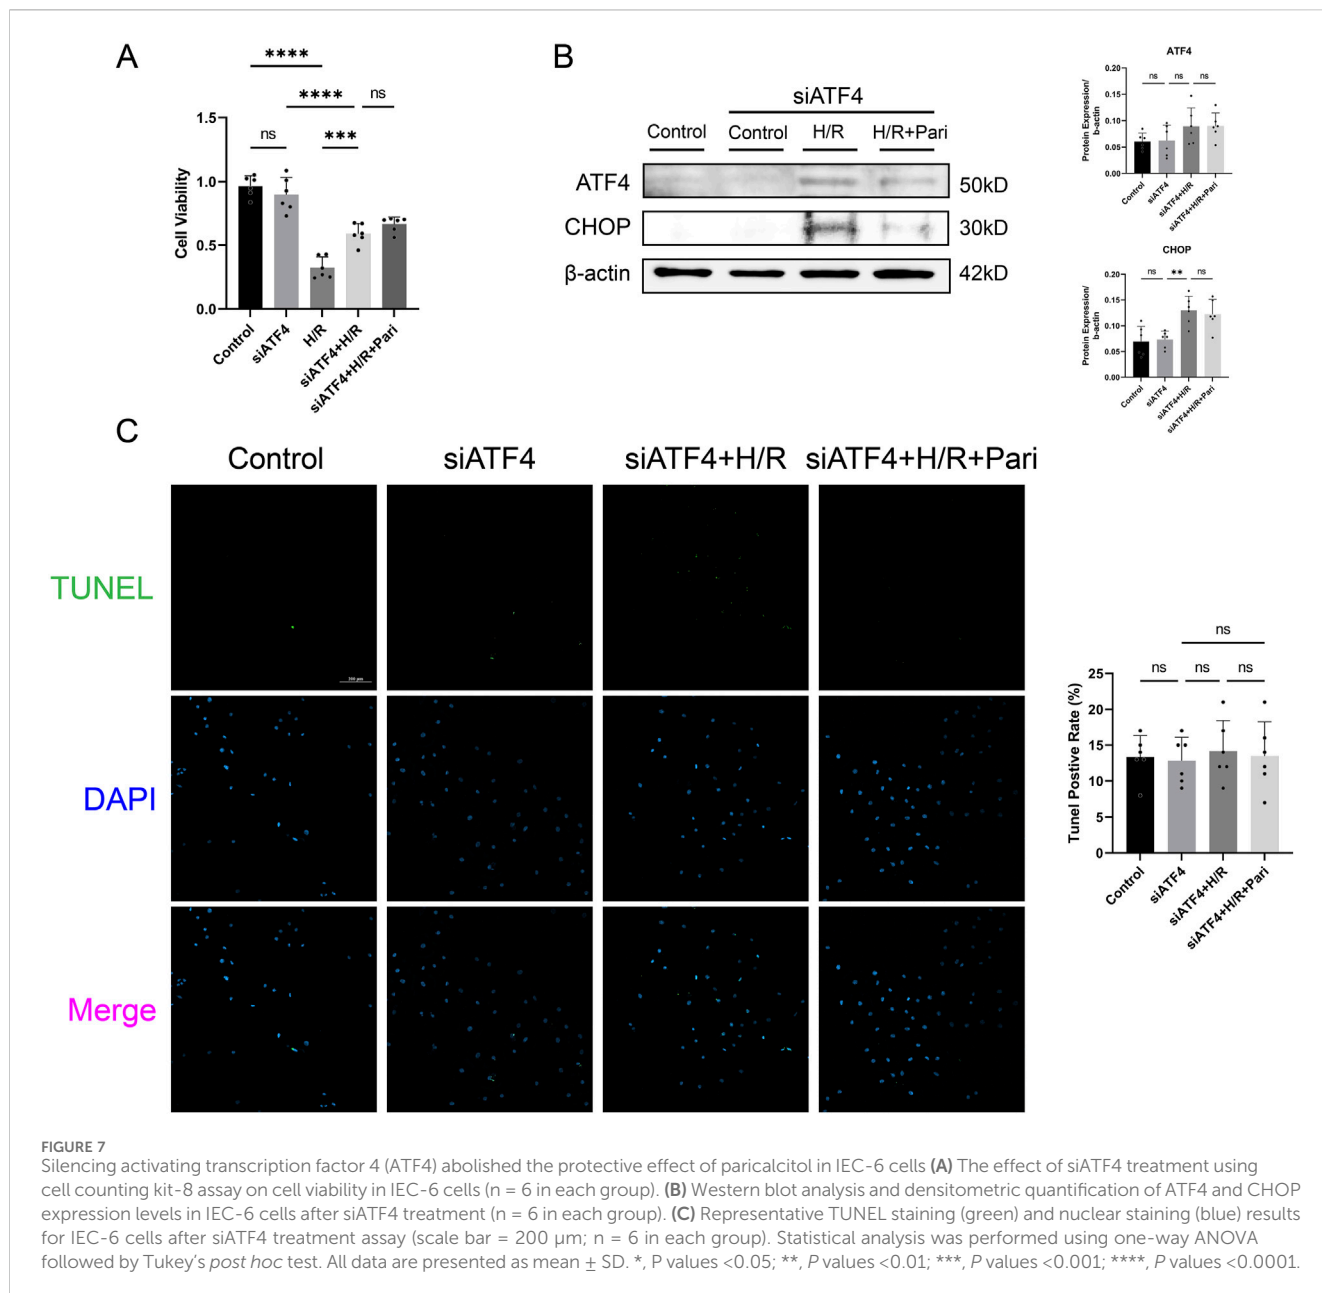 A
****
****
ns
ns
***
1.5
1.0
0.5
0.0
Cell Viability
Control
siATF4
H/R
siATF4+H/R
siATF4+H/R+Pari
B
siATF4
Control
Control
H/R
H/R+Pari
ATF4
50kD
CHOP
30kD
β-actin
42kD
ATF4
ns
ns
ns
0.20
0.15
0.10
0.05
0.00
Protein Expression/
b-actin
Control
siATF4
siATF4+H/R
siATF4+H/R+Pari
CHOP
ns
**
ns
0.20
0.15
0.10
0.05
0.00
Protein Expression/
b-actin
Control
siATF4
siATF4+H/R
siATF4+H/R+Pari
C
Control
siATF4
siATF4+H/R
siATF4+H/R+Pari
TUNEL
200 μm
DAPI
Merge
ns
ns
ns
ns
25
20
15
10
5
0
Tunel Postive Rate (%)
Control
siATF4
siATF4+H/R
siATF4+H/R+Pari
FIGURE 7
Silencing activating transcription factor 4 (ATF4) abolished the protective effect of paricalcitol in IEC-6 cells (A) The effect of siATF4 treatment using
cell counting kit-8 assay on cell viability in IEC-6 cells (n = 6 in each group). (B) Western blot analysis and densitometric quantification of ATF4 and CHOP
expression levels in IEC-6 cells after siATF4 treatment (n = 6 in each group). (C) Representative TUNEL staining (green) and nuclear staining (blue) results
for IEC-6 cells after siATF4 treatment assay (scale bar = 200 μm; n = 6 in each group). Statistical analysis was performed using one-way ANOVA
followed by Tukey's post hoc test. All data are presented as mean ± SD. *, P values <0.05; **, P values <0.01; ***, P values <0.001; ****, P values <0.0001.